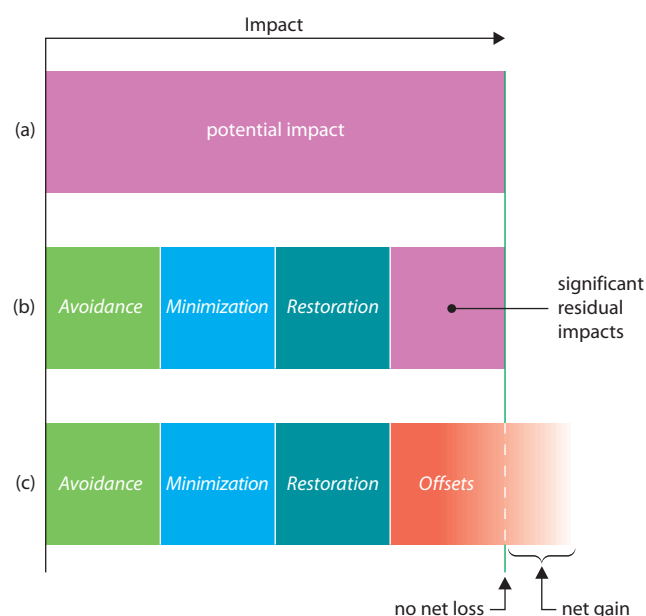 Impact
(a)
potential impact
(b)
Avoidance
Minimization
Restoration
significant
residual
impacts
(c)
Avoidance
Minimization
Restoration
Offsets
no net loss
net gain